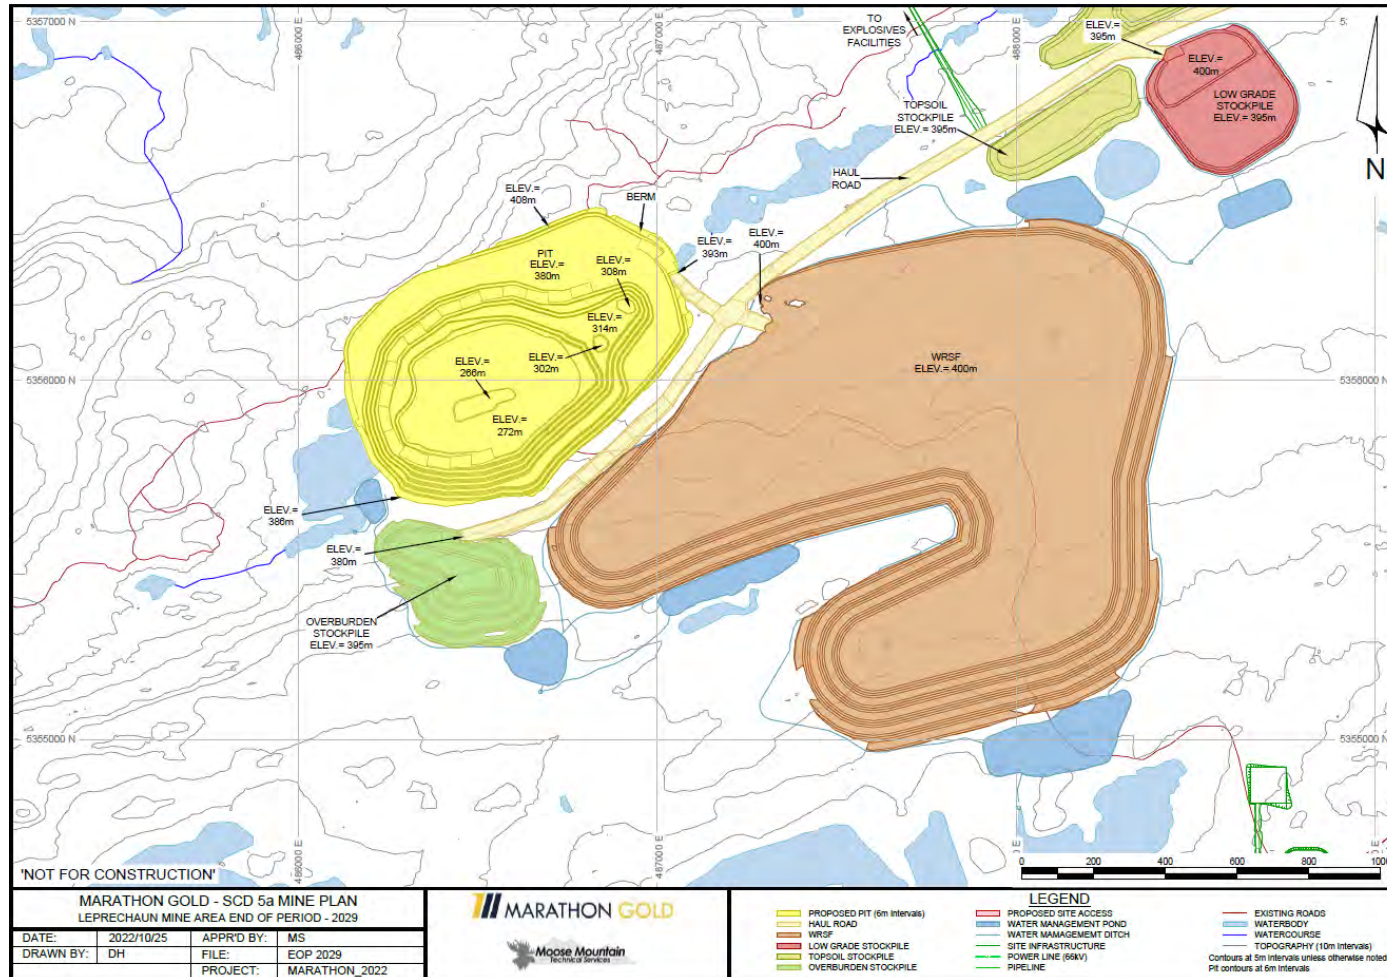 5357000 N
486000 E
487000 E
488000 E
TO
EXPLOSIVES
FACILITIES
ELEV.=
395m
ELEV.=
400m
LOW GRADE
STOCKPILE
ELEV.= 395m
TOPSOIL
STOCKPILE
ELEV.= 395m
N
HAUL
ROAD
ELEV.=
408m
BERM
ELEV.=
393m
ELEV.=
400m
PIT
ELEV.=
380m
ELEV.=
308m
ELEV.=
314m
ELEV.=
302m
ELEV.=
266m
ELEV.=
272m
WRSF
ELEV.= 400m
5356000 N
5356000 N
ELEV.=
386m
ELEV.=
380m
OVERBURDEN
STOCKPILE
ELEV.= 395m
5355000 N
5355000 N
486000 E
487000 E
0 200 400 600 800 1000
'NOT FOR CONSTRUCTION'
MARATHON GOLD - SCD 5a MINE PLAN
LEPRECHAUN MINE AREA END OF PERIOD - 2029
DATE: 2022/10/25 APPR'D BY: MS
DRAWN BY: DH FILE: EOP 2029
PROJECT: MARATHON_2022
MARATHON GOLD
Moose Mountain
Technical Services
LEGEND
PROPOSED PIT (6m Intervals)
HAUL ROAD
WRSF
LOW GRADE STOCKPILE
TOPSOIL STOCKPILE
OVERBURDEN STOCKPILE
PROPOSED SITE ACCESS
WATER MANAGEMENT POND
WATER MAMAGEMEMT DITCH
SITE INFRASTRUCTURE
POWER LINE (66kV)
PIPELINE
EXISTING ROADS
WATERBODY
WATERCOURSE
TOPOGRAPHY (10m Intervals)
Contours at 5m Intervals unless otherwise noted
Pit contours at 6m Intervals